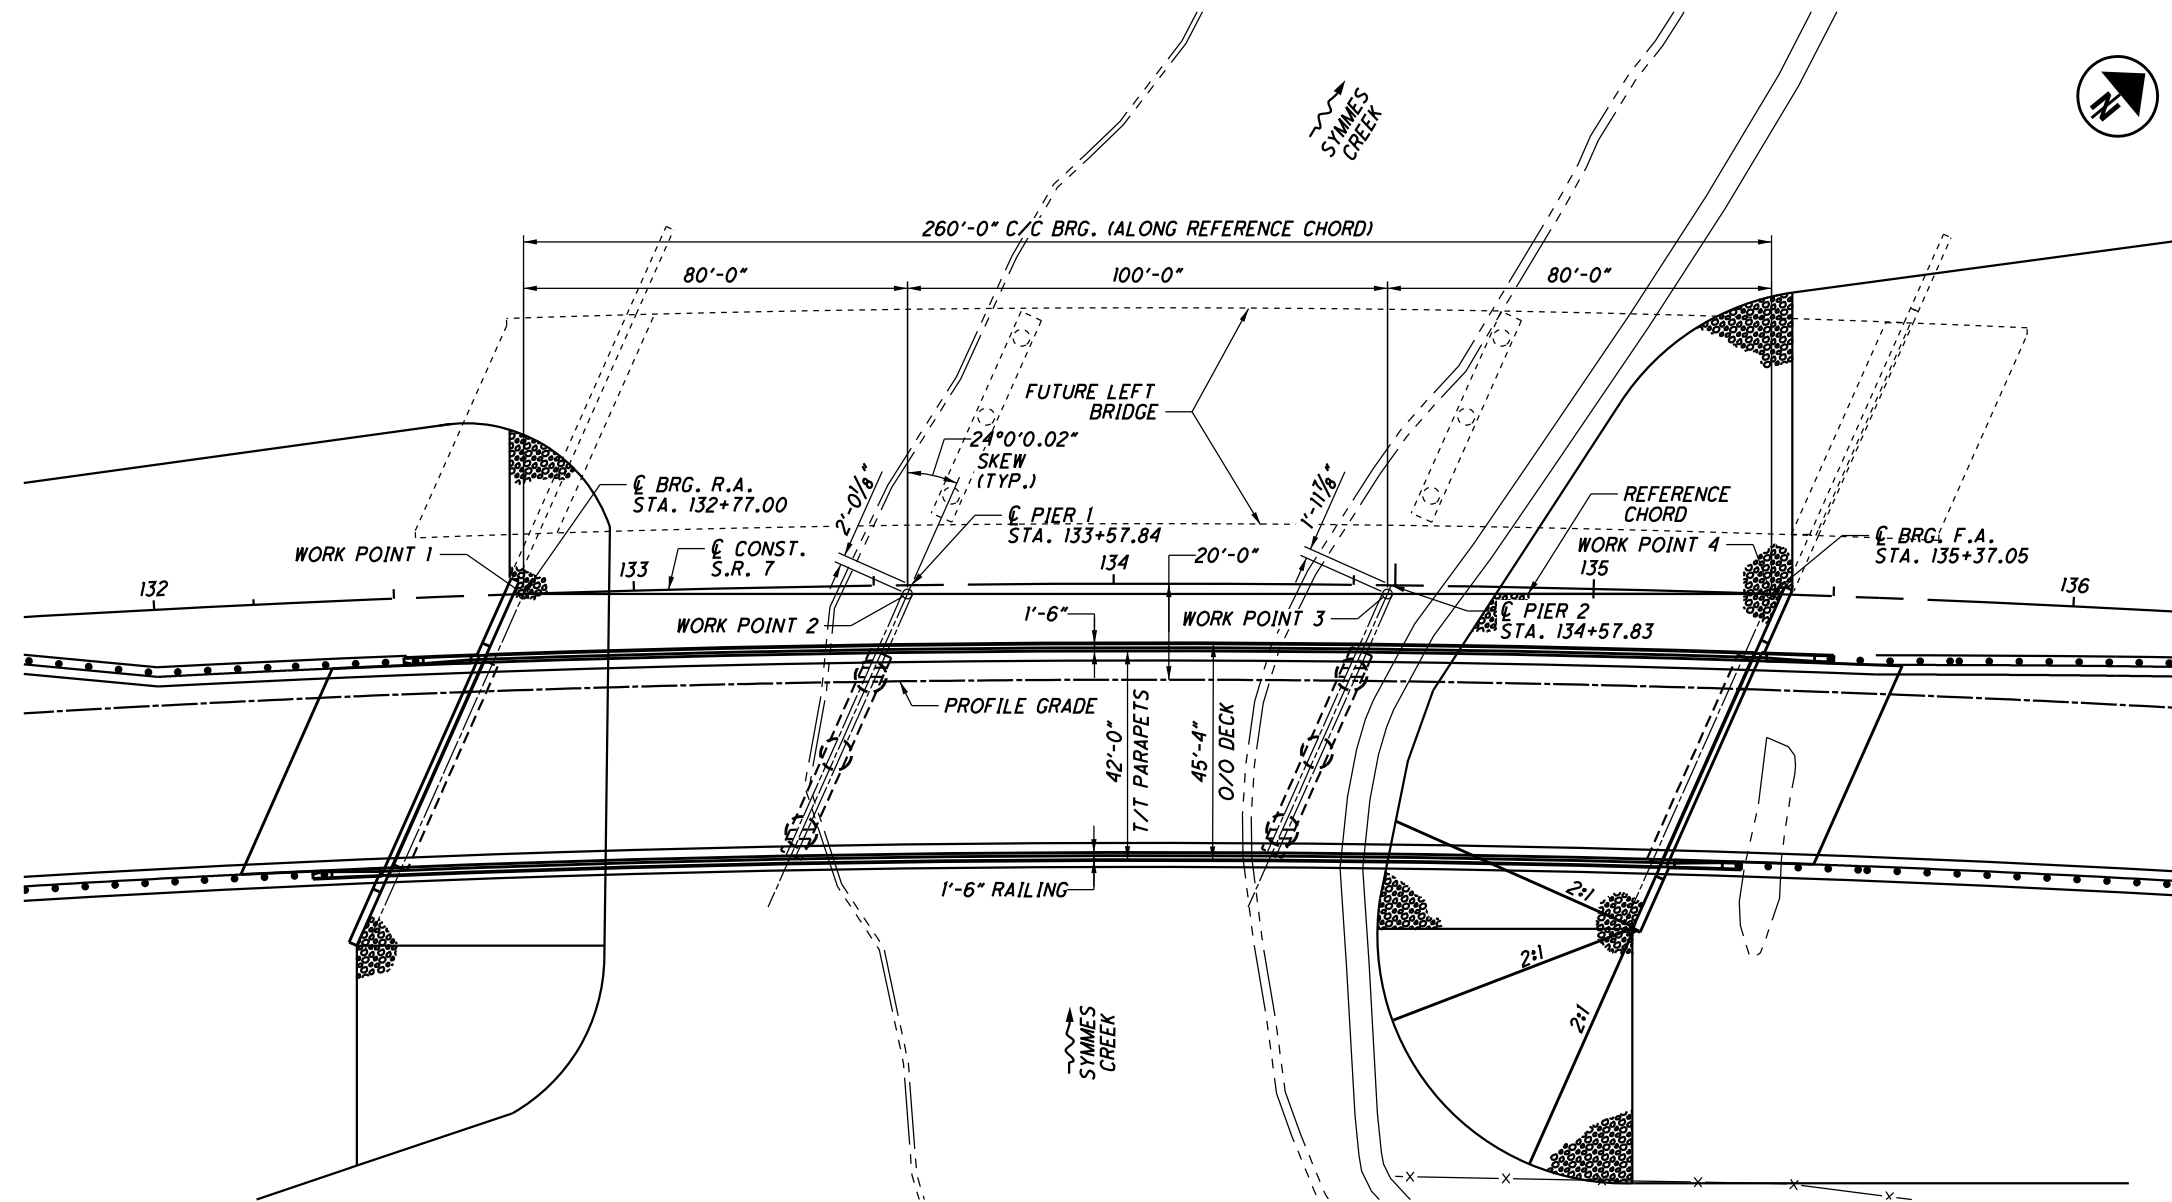 N
SYMMES
CREEK
260'-0" C/C BRG. (ALONG REFERENCE CHORD)
80'-0"
100'-0"
80'-0"
FUTURE LEFT
BRIDGE
24°0'0.02"
SKEW
(TYP.)
2'-0⅛"
1'-11⅞"
℄ BRG. R.A.
STA. 132+77.00
REFERENCE
CHORD
℄ PIER 1
STA. 133+57.84
℄ BRG. F.A.
STA. 135+37.05
WORK POINT 1
℄ CONST.
S.R. 7
20'-0"
WORK POINT 4
132
133
134
135
136
WORK POINT 2
1'-6"
WORK POINT 3
℄ PIER 2
STA. 134+57.83
PROFILE GRADE
42'-0"
T/T PARAPETS
45'-4"
O/O DECK
1'-6" RAILING
2:1
2:1
2:1
SYMMES
CREEK
X
X
X
X
X
X